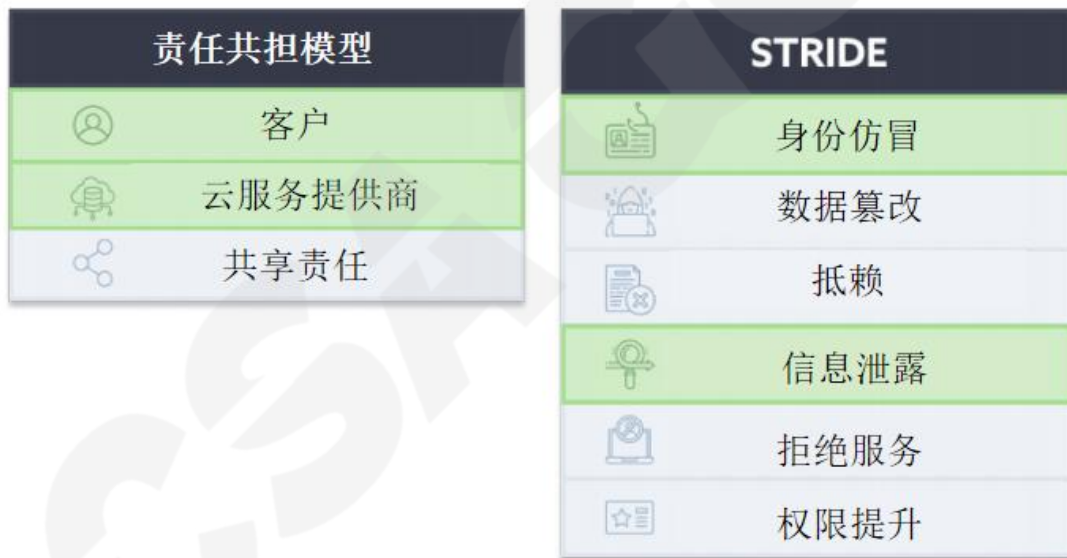 责任共担模型
客户
云服务提供商
共享责任
STRIDE
身份仿冒
数据篡改
抵赖
信息泄露
拒绝服务
权限提升